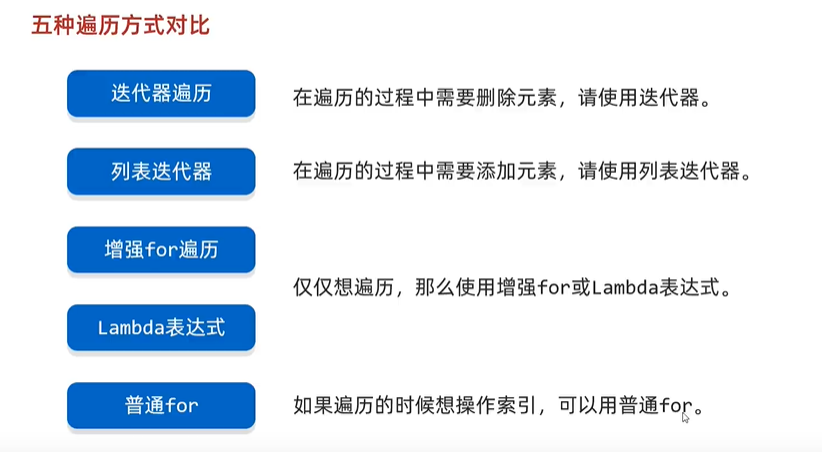 五种遍历方式对比
迭代器遍历
在遍历的过程中需要删除元素，请使用迭代器。
列表迭代器
在遍历的过程中需要添加元素，请使用列表迭代器。
增强for遍历
仅仅想遍历，那么使用增强for或Lambda表达式。
Lambda表达式
普通for
如果遍历的时候想操作索引，可以用普通for。